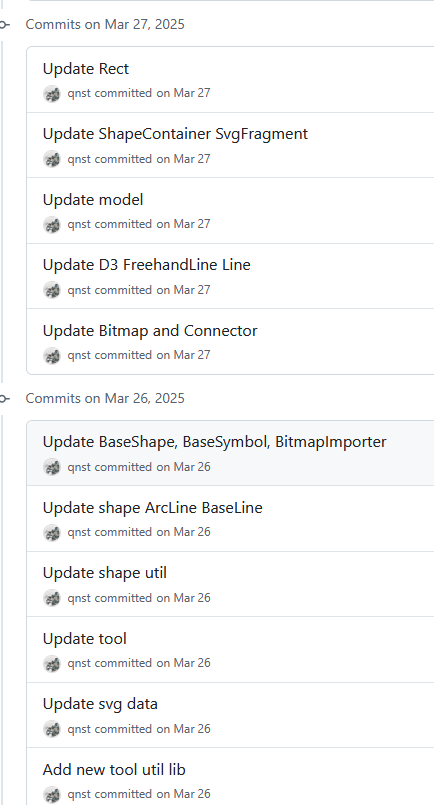 Commits on Mar 27, 2025
Update Rect
qnst committed on Mar 27
Update ShapeContainer SvgFragment
qnst committed on Mar 27
Update model
qnst committed on Mar 27
Update D3 FreehandLine Line
qnst committed on Mar 27
Update Bitmap and Connector
qnst committed on Mar 27
Commits on Mar 26, 2025
Update BaseShape, BaseSymbol, BitmapImporter
qnst committed on Mar 26
Update shape ArcLine BaseLine
qnst committed on Mar 26
Update shape util
qnst committed on Mar 26
Update tool
qnst committed on Mar 26
Update svg data
qnst committed on Mar 26
Add new tool util lib
qnst committed on Mar 26